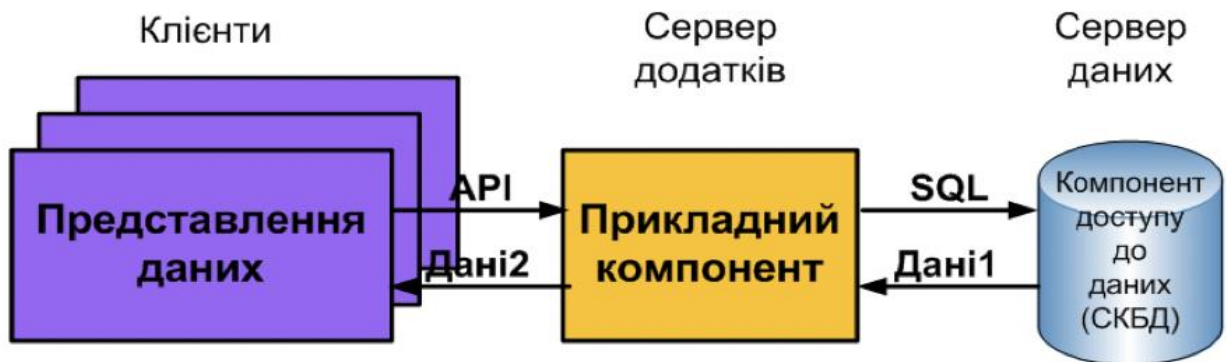 Клієнти
Сервер
додатків
Сервер
даних
Представлення
даних
API
Дані2
Прикладний
компонент
SQL
Дані1
Компонент
доступу
до
даних
(СКБД)